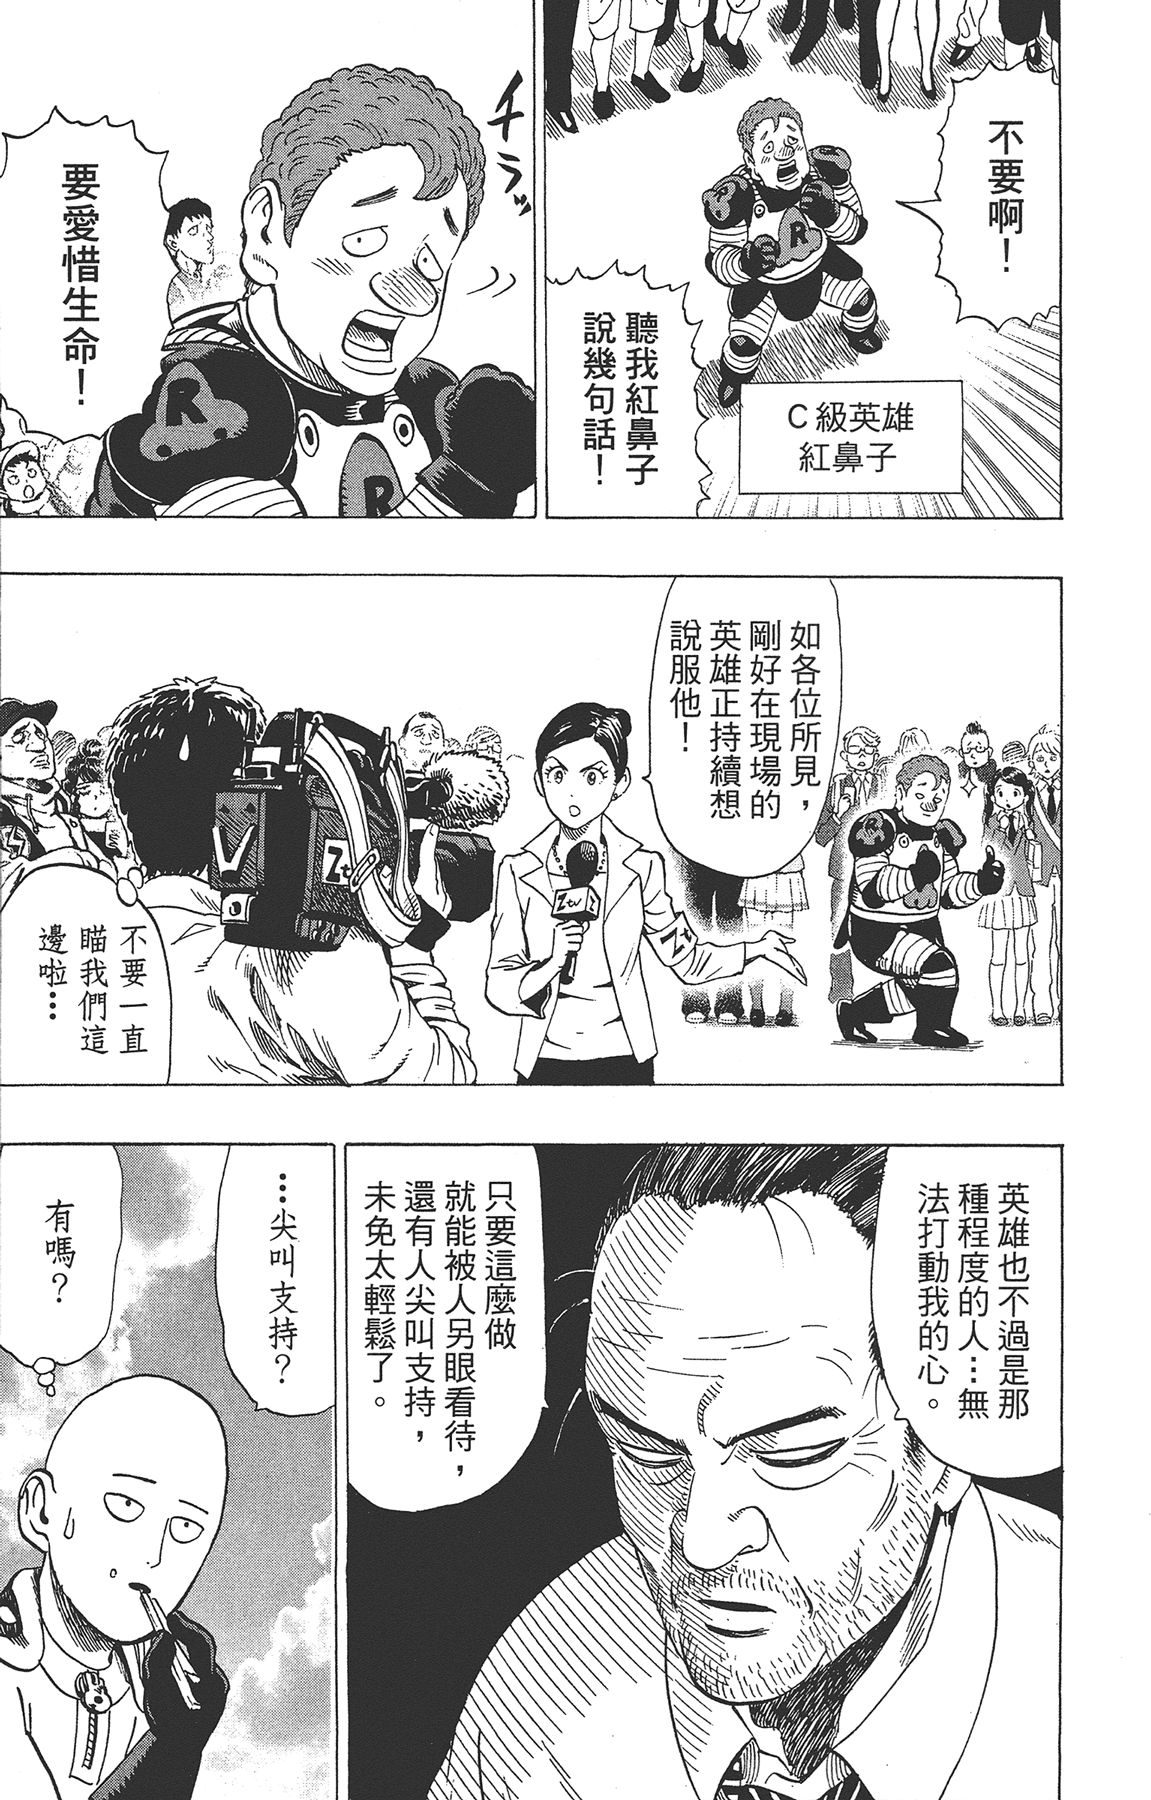 不要啊！
C級英雄
紅鼻子
聽我紅鼻子
說幾句話！
R
チラッ
要愛惜生命！
R
R
如各位所見，
剛好在現場的
英雄正持續想
說服他！
Ztv
Zt
Zt
不要一直
瞄我們這
邊啦…
英雄也不過是那
種程度的人…無
法打動我的心。
只要這麼做
就能被人另眼看待，
還有人尖叫支持，
未免太輕鬆了。
…尖叫支持？
有嗎？